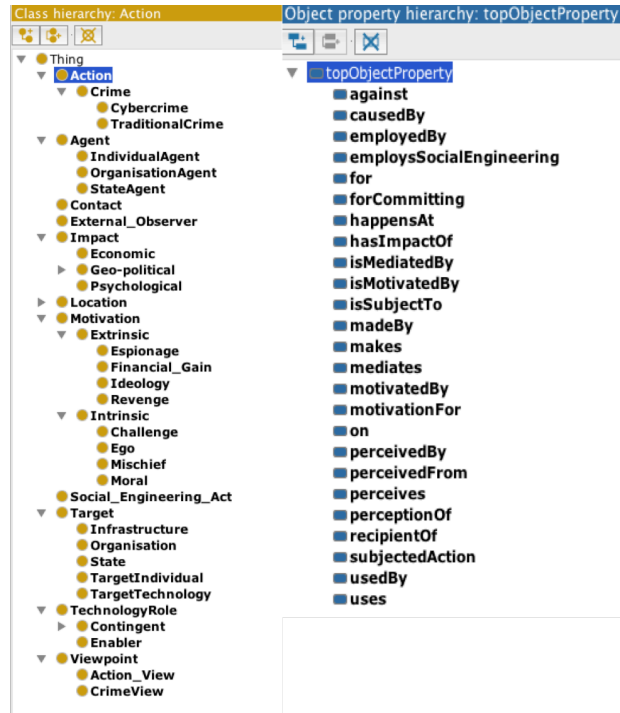 Class hierarchy: Action
Thing
Action
Crime
Cybercrime
TraditionalCrime
Agent
IndividualAgent
OrganisationAgent
StateAgent
Contact
External_Observer
Impact
Economic
Geo-political
Psychological
Location
Motivation
Extrinsic
Espionage
Financial_Gain
Ideology
Revenge
Intrinsic
Challenge
Ego
Mischief
Moral
Social_Engineering_Act
Target
Infrastructure
Organisation
State
TargetIndividual
TargetTechnology
TechnologyRole
Contingent
Enabler
Viewpoint
Action_View
CrimeView
Object property hierarchy: topObjectProperty
topObjectProperty
against
causedBy
employedBy
employsSocialEngineering
for
forCommitting
happensAt
hasImpactOf
isMediatedBy
isMotivatedBy
isSubjectTo
madeBy
makes
mediates
motivatedBy
motivationFor
on
perceivedBy
perceivedFrom
perceives
perceptionOf
recipientOf
subjectedAction
usedBy
uses